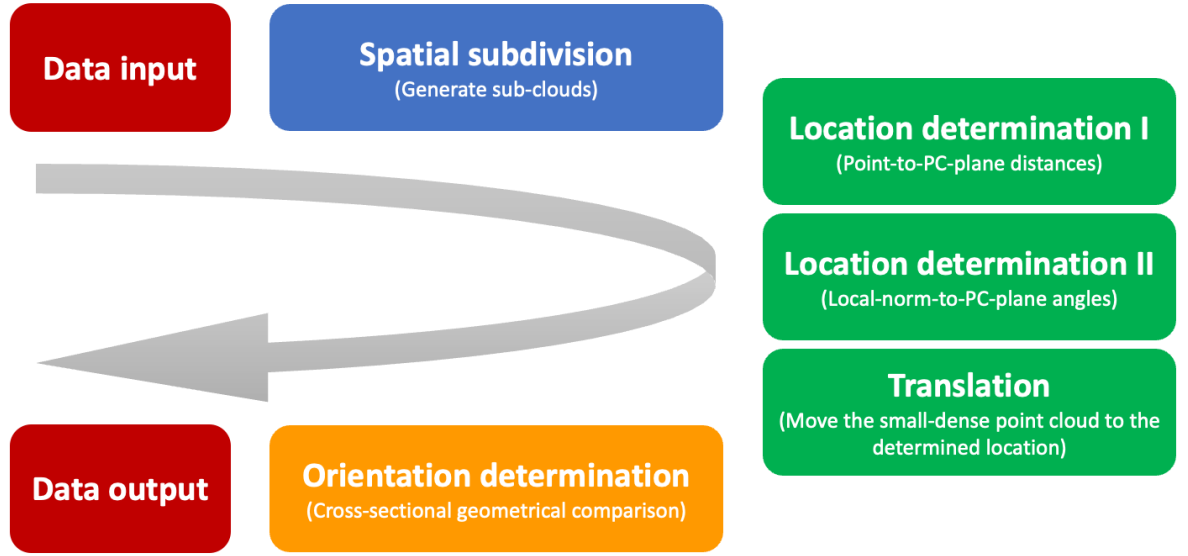 Data input
Spatial subdivision
(Generate sub-clouds)
Location determination I
(Point-to-PC-plane distances)
Location determination II
(Local-norm-to-PC-plane angles)
Translation
(Move the small-dense point cloud to the
determined location)
Orientation determination
(Cross-sectional geometrical comparison)
Data output